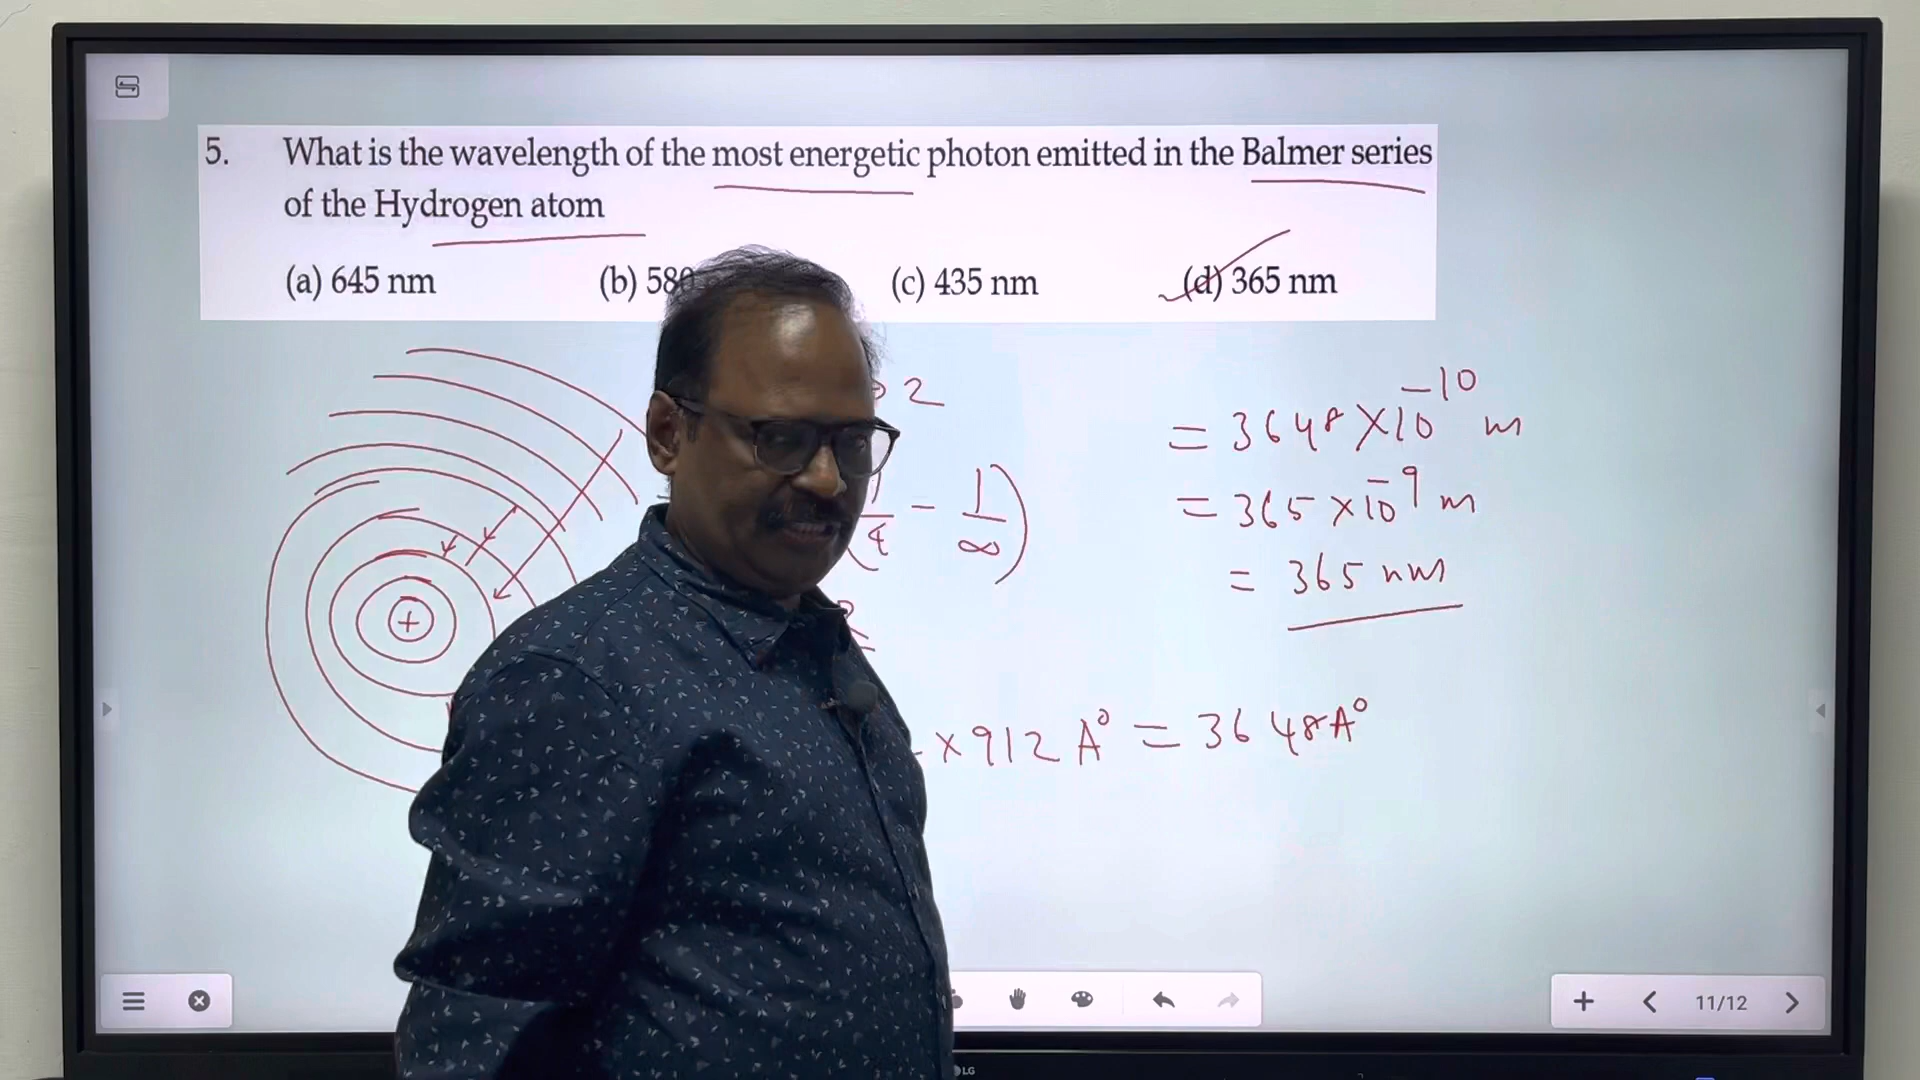 5. What is the wavelength of the most energetic photon emitted in the Balmer series
of the Hydrogen atom
(a) 645 nm (b) 580 (c) 435 nm (d) 365 nm
2
= 3648 × 10⁻¹⁰ m
1/4 - 1/∞)
= 365 × 10⁻⁹ m
= 365 nm
+
× 912 A° = 3648 A°
11/12
LG